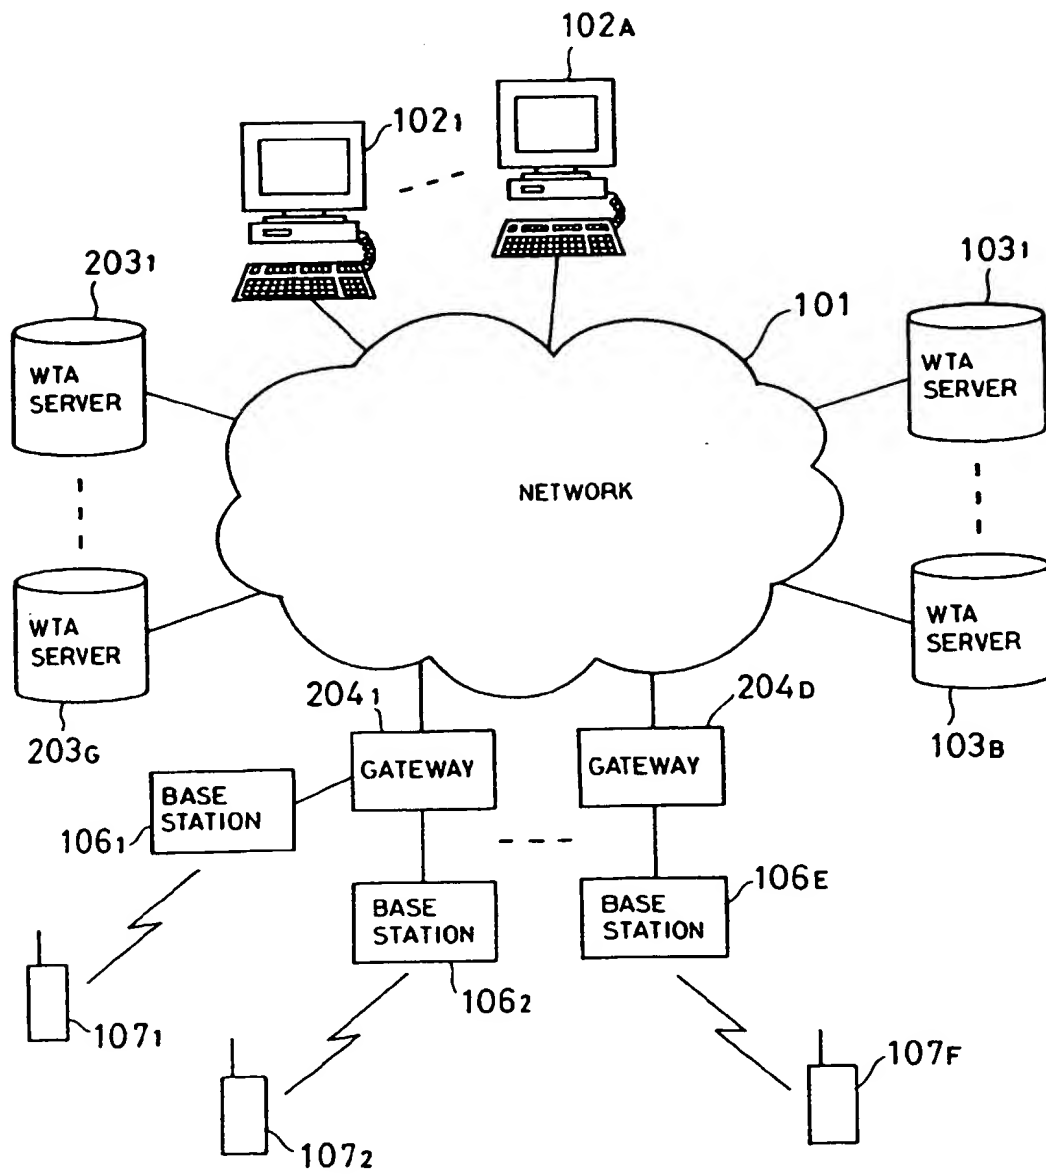 102A
1021
2031
1031
101
WTA
SERVER
WTA
SERVER
NETWORK
WTA
SERVER
WTA
SERVER
203G
2041
204D
103B
GATEWAY
GATEWAY
BASE
STATION
1061
106E
BASE
STATION
BASE
STATION
1062
1071
107F
1072